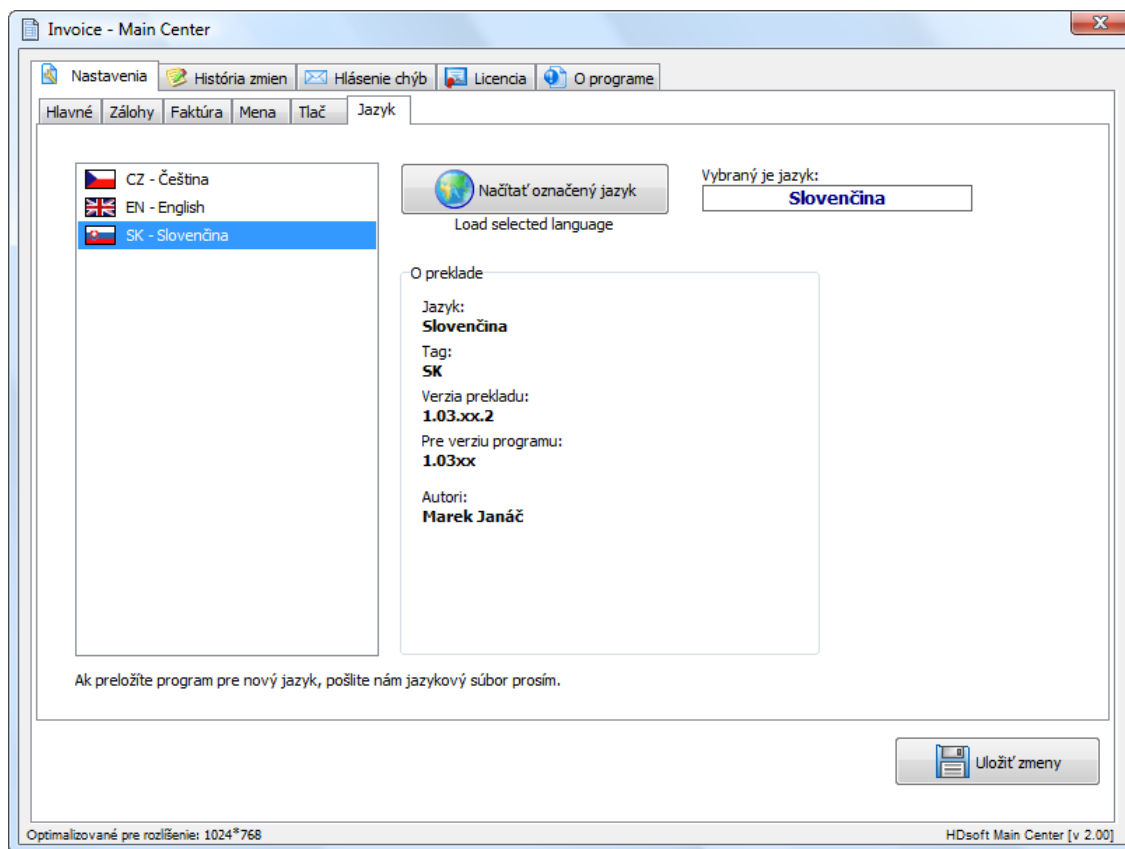 Invoice - Main Center
Nastavenia História zmien Hlásenie chýb Licencia O programe
Hlavné Zálohy Faktúra Mena Tlač Jazyk
CZ - Čeština
EN - English
SK - Slovenčina
Načítať označený jazyk
Load selected language
Vybraný je jazyk:
Slovenčina
O preklade
Jazyk:
Slovenčina
Tag:
SK
Verzia prekladu:
1.03.xx.2
Pre verziu programu:
1.03xx
Autori:
Marek Janáč
Ak preložíte program pre nový jazyk, pošlite nám jazykový súbor prosím.
Uložiť zmeny
Optimalizované pre rozlíšenie: 1024*768
HDsoft Main Center [v 2.00]